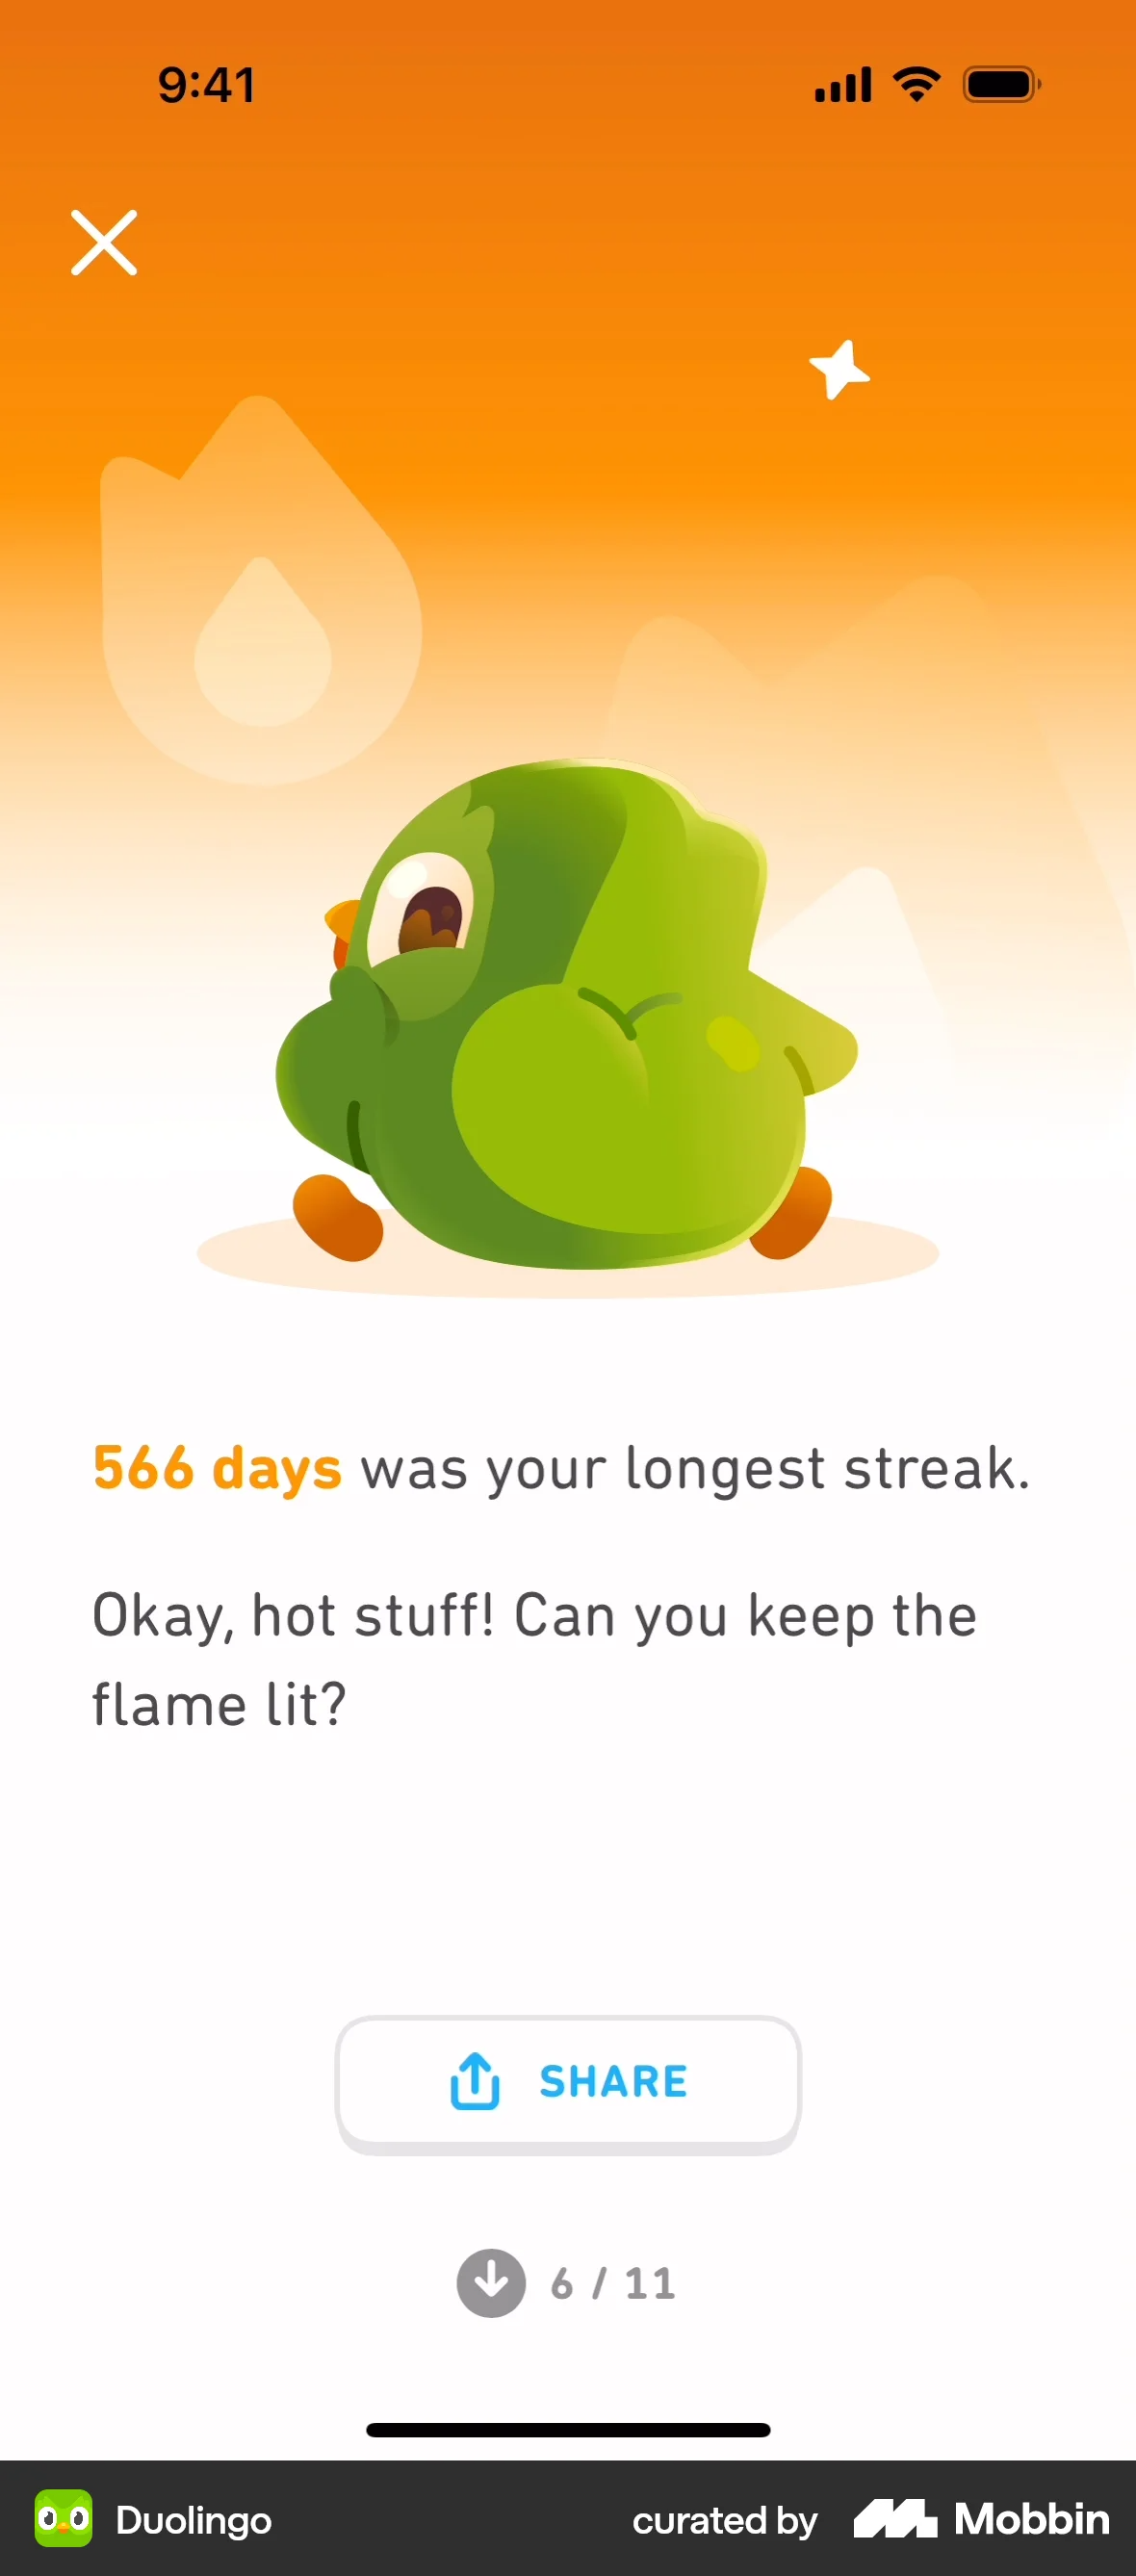 9:41
566 days was your longest streak.
Okay, hot stuff! Can you keep the
flame lit?
SHARE
6 / 11
Duolingo
curated by Mobbin